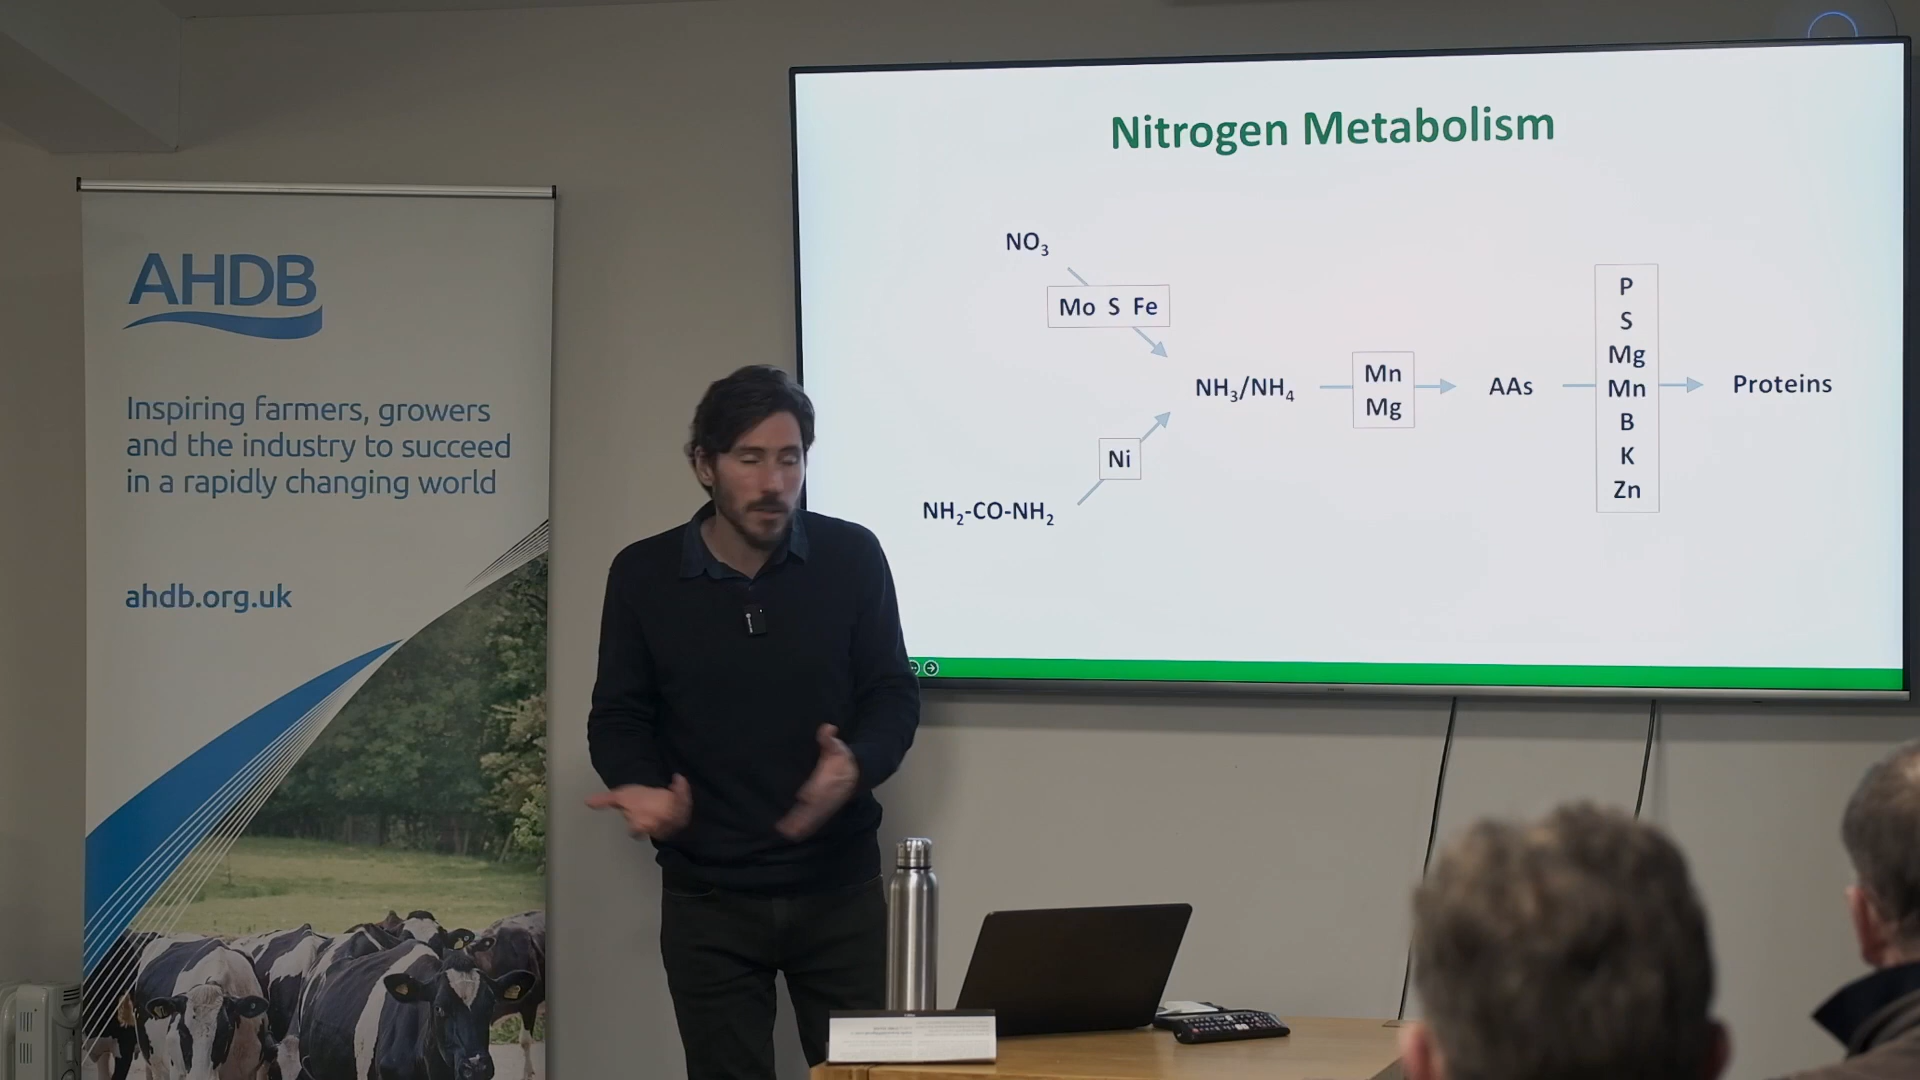 AHDB
Inspiring farmers, growers
and the industry to succeed
in a rapidly changing world
ahdb.org.uk
Nitrogen Metabolism
NO₃
Mo S Fe
NH₃/NH₄
Mn
Mg
AAs
P
S
Mg
Mn
B
K
Zn
Proteins
Ni
NH₂-CO-NH₂